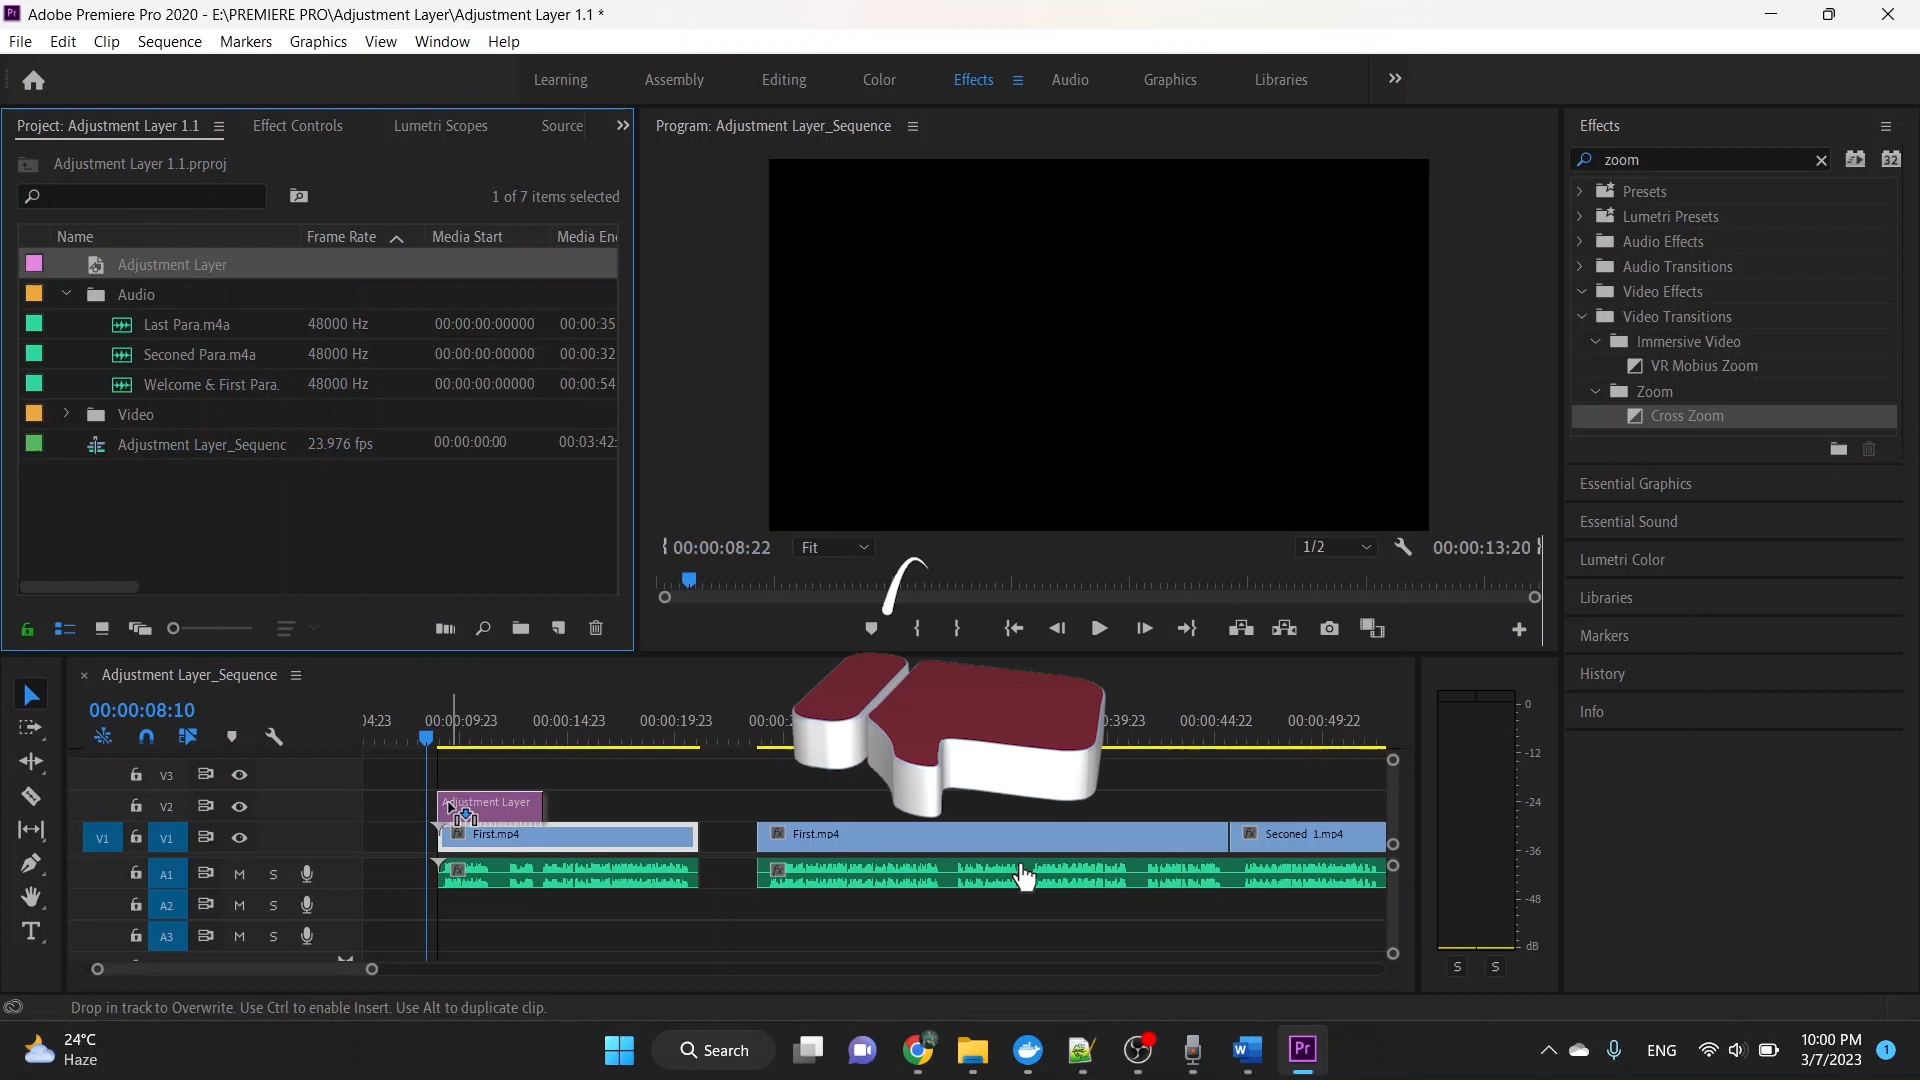 Adobe Premiere Pro 2020 - E:\PREMIERE PRO\Adjustment Layer\Adjustment Layer 1.1 *
File Edit Clip Sequence Markers Graphics View Window Help
Learning Assembly Editing Color Effects Audio Graphics Libraries
Project: Adjustment Layer 1.1 Effect Controls Lumetri Scopes Source
Program: Adjustment Layer_Sequence
Effects
Adjustment Layer 1.1.prproj
zoom
32
1 of 7 items selected
Name Frame Rate Media Start Media En
Adjustment Layer
Audio
Last Para.m4a 48000 Hz 00:00:00:00000 00:00:35
Seconed Para.m4a 48000 Hz 00:00:00:00000 00:00:32
Welcome & First Para. 48000 Hz 00:00:00:00000 00:00:54
Video
Adjustment Layer_Sequenc 23.976 fps 00:00:00:00 00:03:42:
Presets
Lumetri Presets
Audio Effects
Audio Transitions
Video Effects
Video Transitions
Immersive Video
VR Mobius Zoom
Zoom
Cross Zoom
Essential Graphics
Essential Sound
Lumetri Color
Libraries
Markers
History
Info
00:00:08:22 Fit 1/2 00:00:13:20
Adjustment Layer_Sequence
00:00:08:10
04:23 00:00:09:23 00:00:14:23 00:00:19:23 00:00:2 39:23 00:00:44:22 00:00:49:22
V3
V2 Adjustment Layer
V1 V1 fx First.mp4 fx First.mp4 fx Seconed 1.mp4
A1 M S fx fx
A2 M S
A3 M S
0
-12
-24
-36
-48
dB
S S
Drop in track to Overwrite. Use Ctrl to enable Insert. Use Alt to duplicate clip.
24°C
Haze
Search
Pr
ENG
10:00 PM
3/7/2023
1